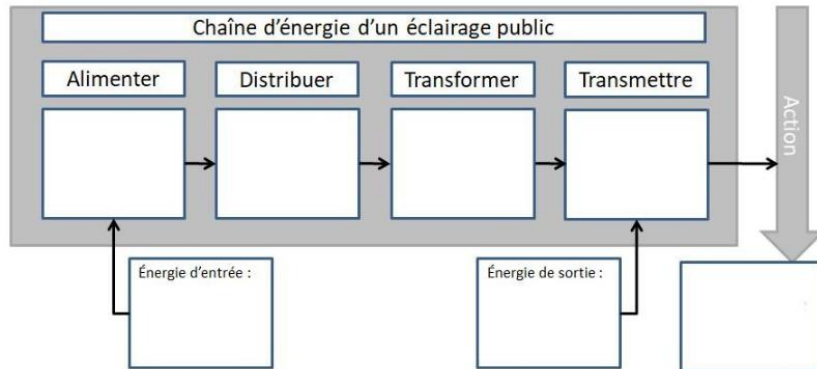 Chaîne d’énergie d’un éclairage public
Alimenter
Distribuer
Transformer
Transmettre
Action
Énergie d’entrée :
Énergie de sortie :